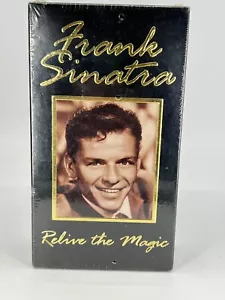 Frank
Sinatra
Relive the Magic